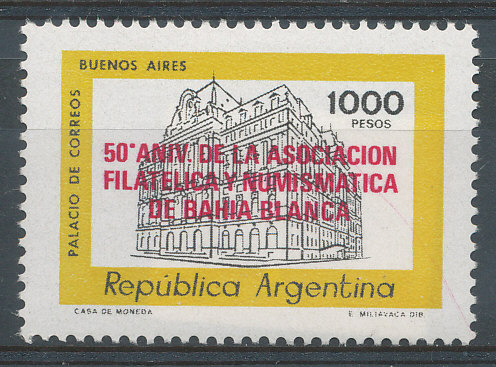 BUENOS AIRES
PALACIO DE CORREOS
1000
PESOS
50° ANIV. DE LA ASOCIACION
FILATELICA Y NUMISMATICA
DE BAHIA BLANCA
República Argentina
CASA DE MONEDA
E. MILIAVACA DIB.